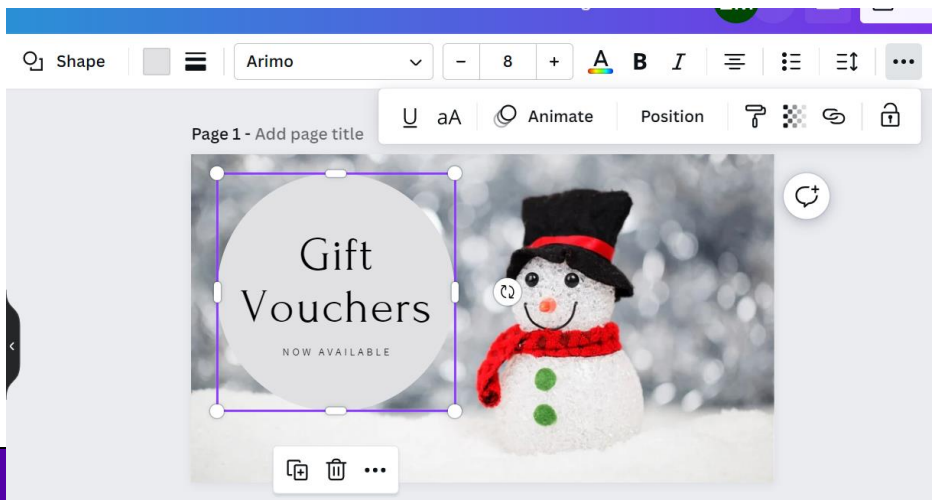 Shape
Arimo
8
A
B
I
U
aA
Animate
Position
Page 1 - Add page title
Gift
Vouchers
NOW AVAILABLE